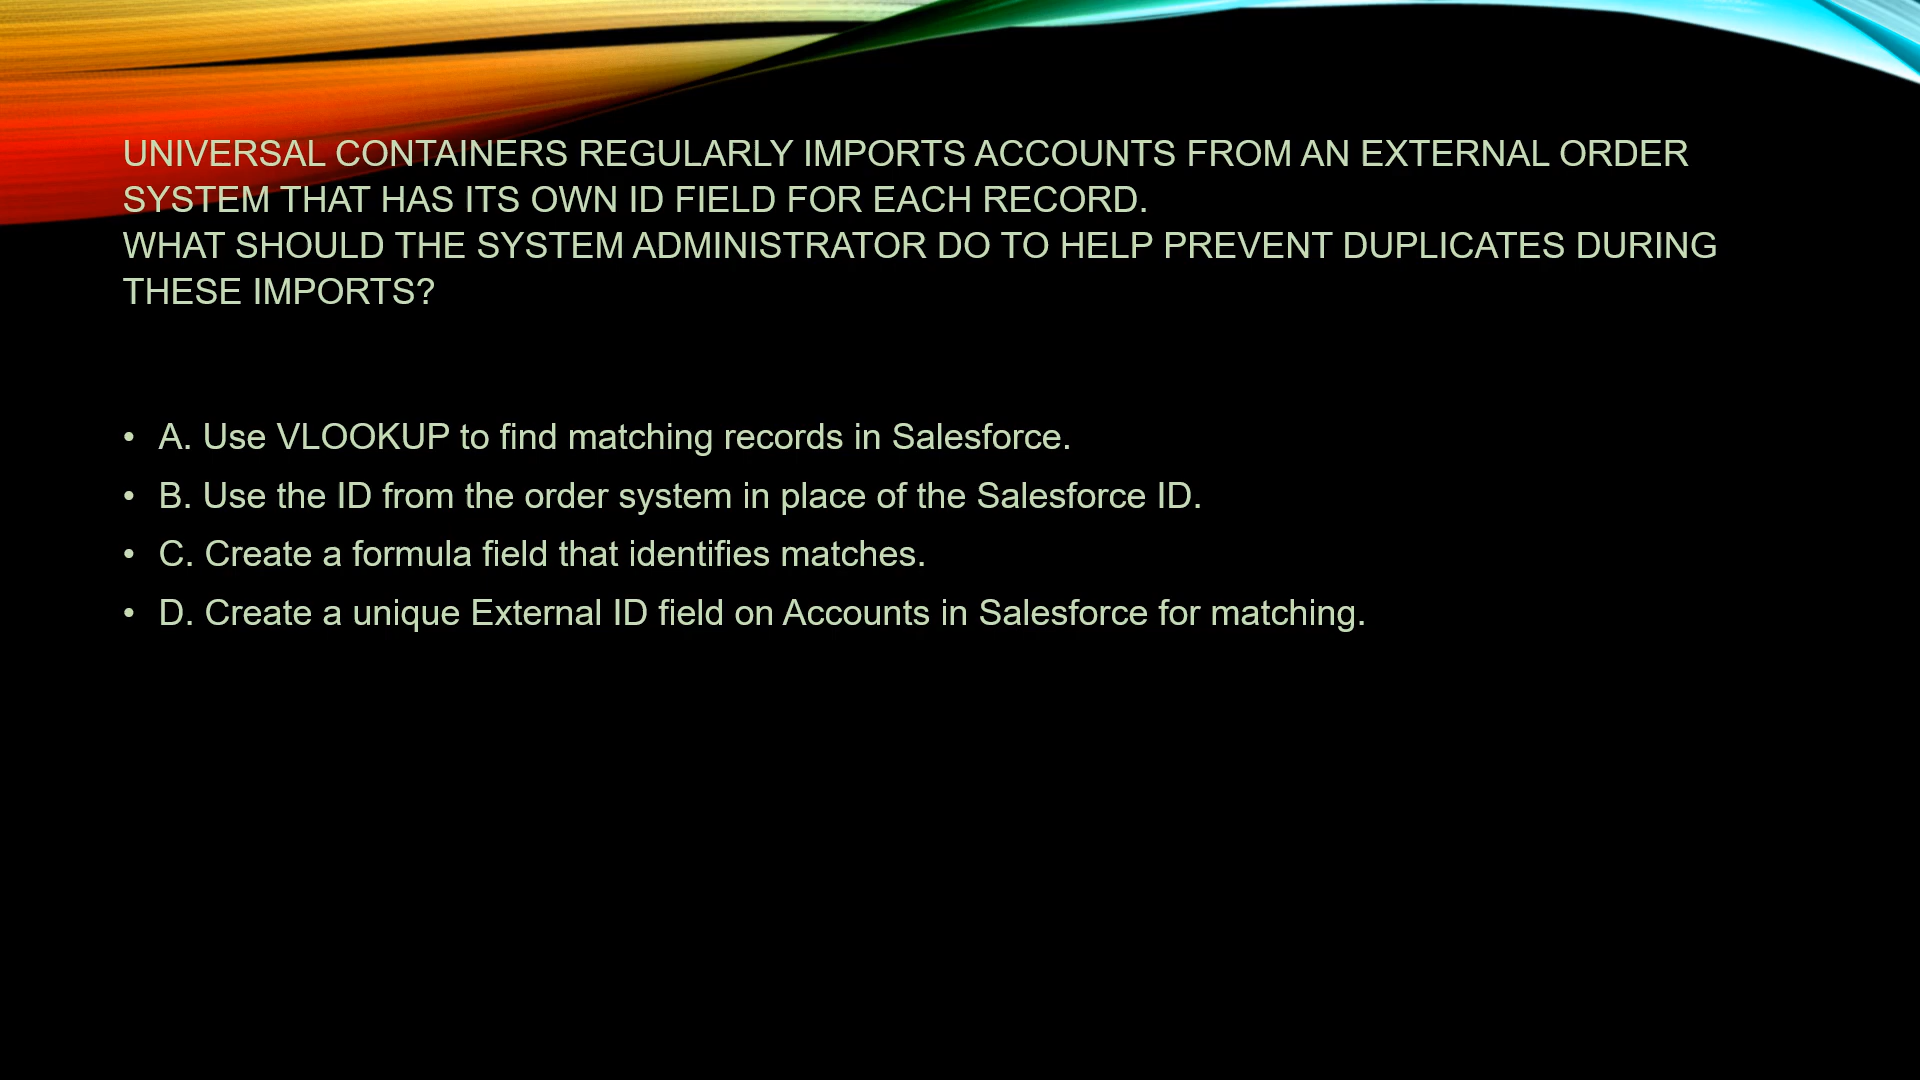 UNIVERSAL CONTAINERS REGULARLY IMPORTS ACCOUNTS FROM AN EXTERNAL ORDER
SYSTEM THAT HAS ITS OWN ID FIELD FOR EACH RECORD.
WHAT SHOULD THE SYSTEM ADMINISTRATOR DO TO HELP PREVENT DUPLICATES DURING
THESE IMPORTS?
• A. Use VLOOKUP to find matching records in Salesforce.
• B. Use the ID from the order system in place of the Salesforce ID.
• C. Create a formula field that identifies matches.
• D. Create a unique External ID field on Accounts in Salesforce for matching.